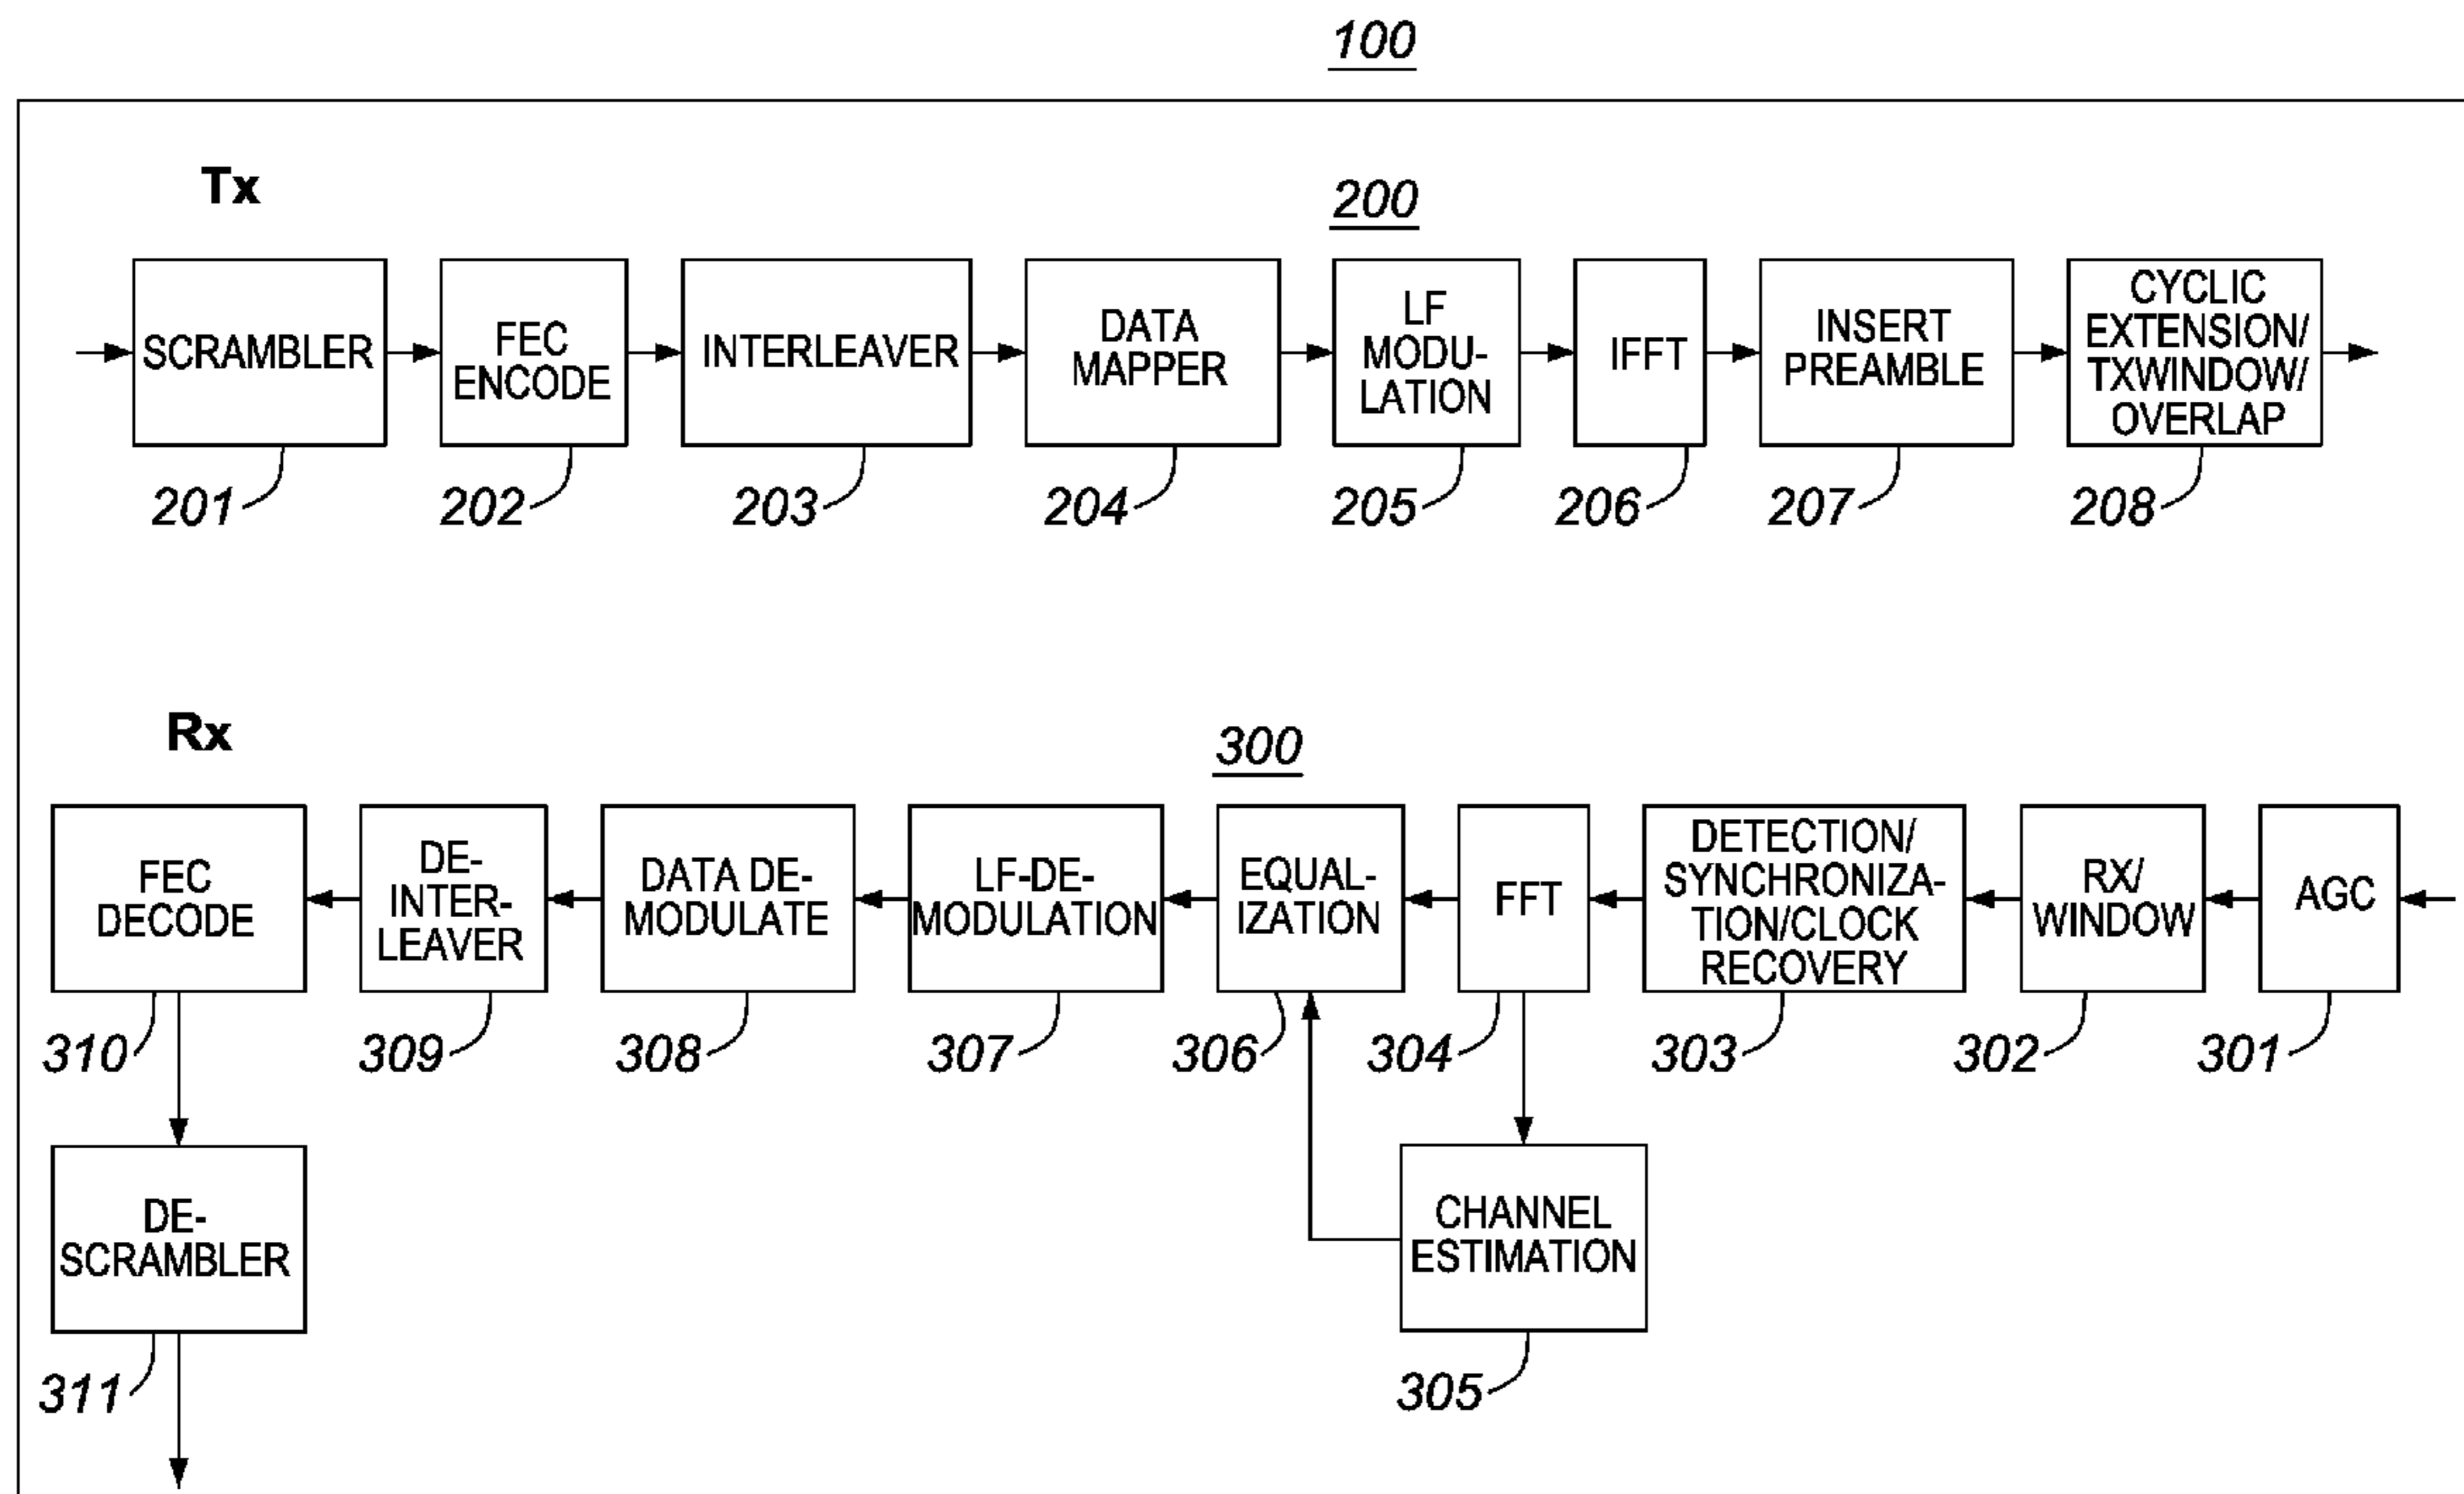 100
Tx
200
SCRAMBLER
FEC
ENCODE
INTERLEAVER
DATA
MAPPER
LF
MODU-
LATION
IFFT
INSERT
PREAMBLE
CYCLIC
EXTENSION/
TXWINDOW/
OVERLAP
201
202
203
204
205
206
207
208
Rx
300
FEC
DECODE
DE-
INTER-
LEAVER
DATA DE-
MODULATE
LF-DE-
MODULATION
EQUAL-
IZATION
FFT
DETECTION/
SYNCHRONIZA-
TION/CLOCK
RECOVERY
RX/
WINDOW
AGC
310
309
308
307
306
304
303
302
301
DE-
SCRAMBLER
CHANNEL
ESTIMATION
311
305